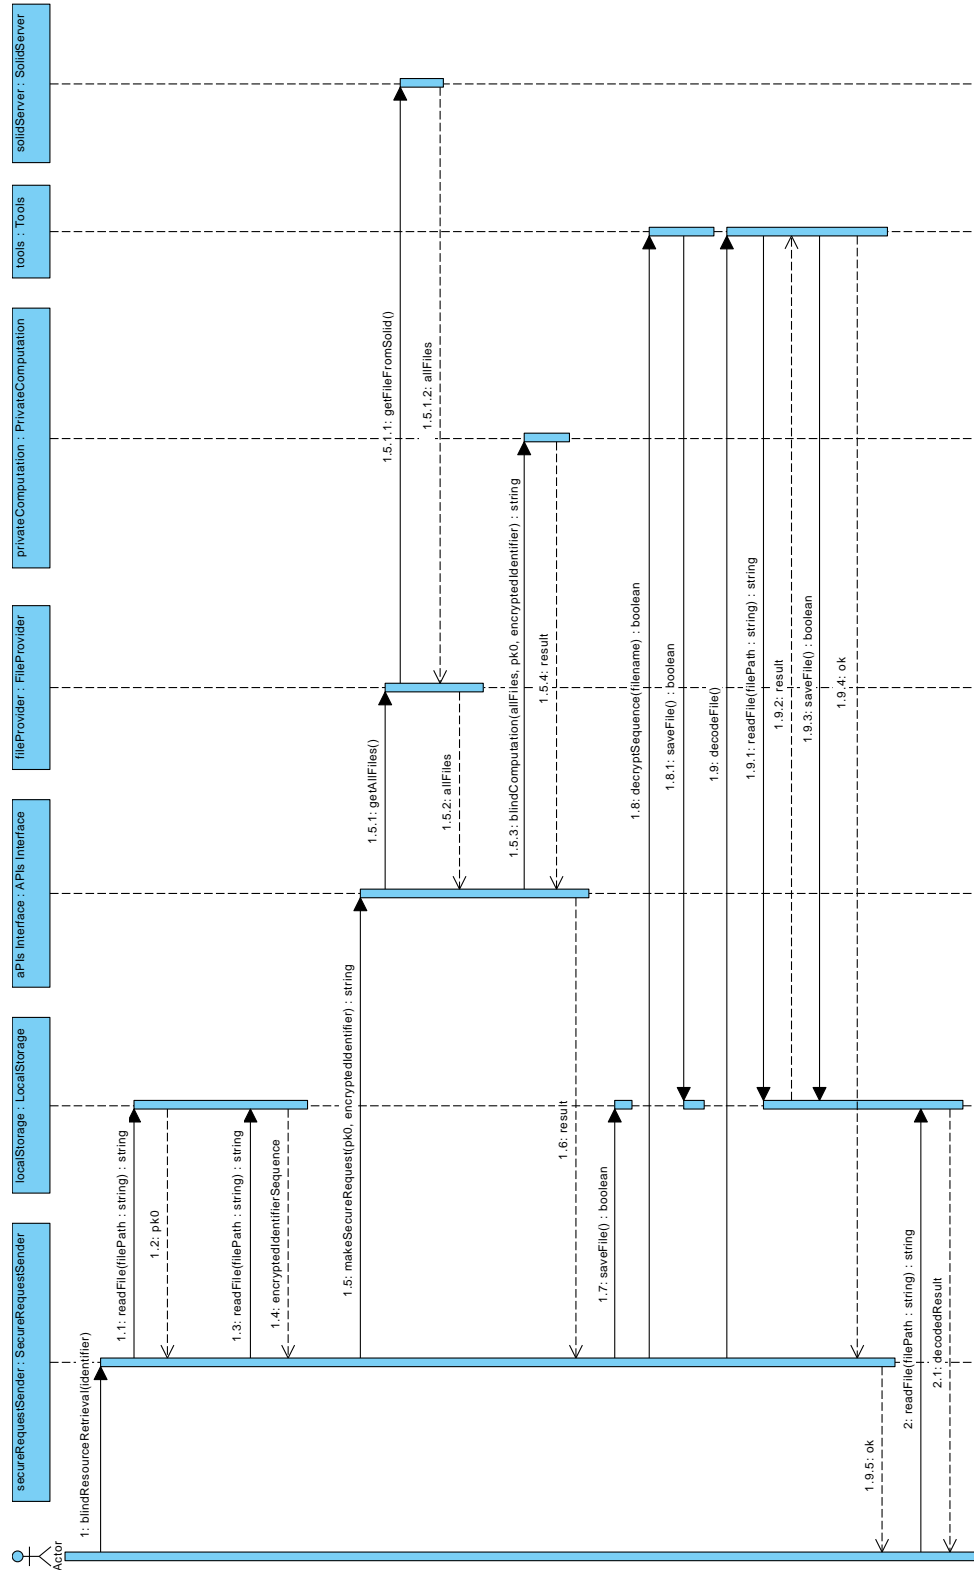 Actor
secureRequestSender : SecureRequestSender
localStorage : LocalStorage
aPIs Interface : APIs Interface
fileProvider : FileProvider
privateComputation : PrivateComputation
tools : Tools
solidServer : SolidServer
1: blindResourceRetrieval(identifier)
1.1: readFile(filePath : string) : string
1.2: pk0
1.3: readFile(filePath : string) : string
1.4: encryptedIdentifierSequence
1.5: makeSecureRequest(pk0, encryptedIdentifier) : string
1.5.1: getAllFiles()
1.5.1.1: getFileFromSolid()
1.5.1.2: allFiles
1.5.2: allFiles
1.5.3: blindComputation(allFiles, pk0, encryptedIdentifier) : string
1.5.4: result
1.6: result
1.7: saveFile() : boolean
1.8: decryptSequence(filename) : boolean
1.8.1: saveFile() : boolean
1.9: decodeFile()
1.9.1: readFile(filePath : string) : string
1.9.2: result
1.9.3: saveFile() : boolean
1.9.4: ok
1.9.5: ok
2: readFile(filePath : string) : string
2.1: decodedResult